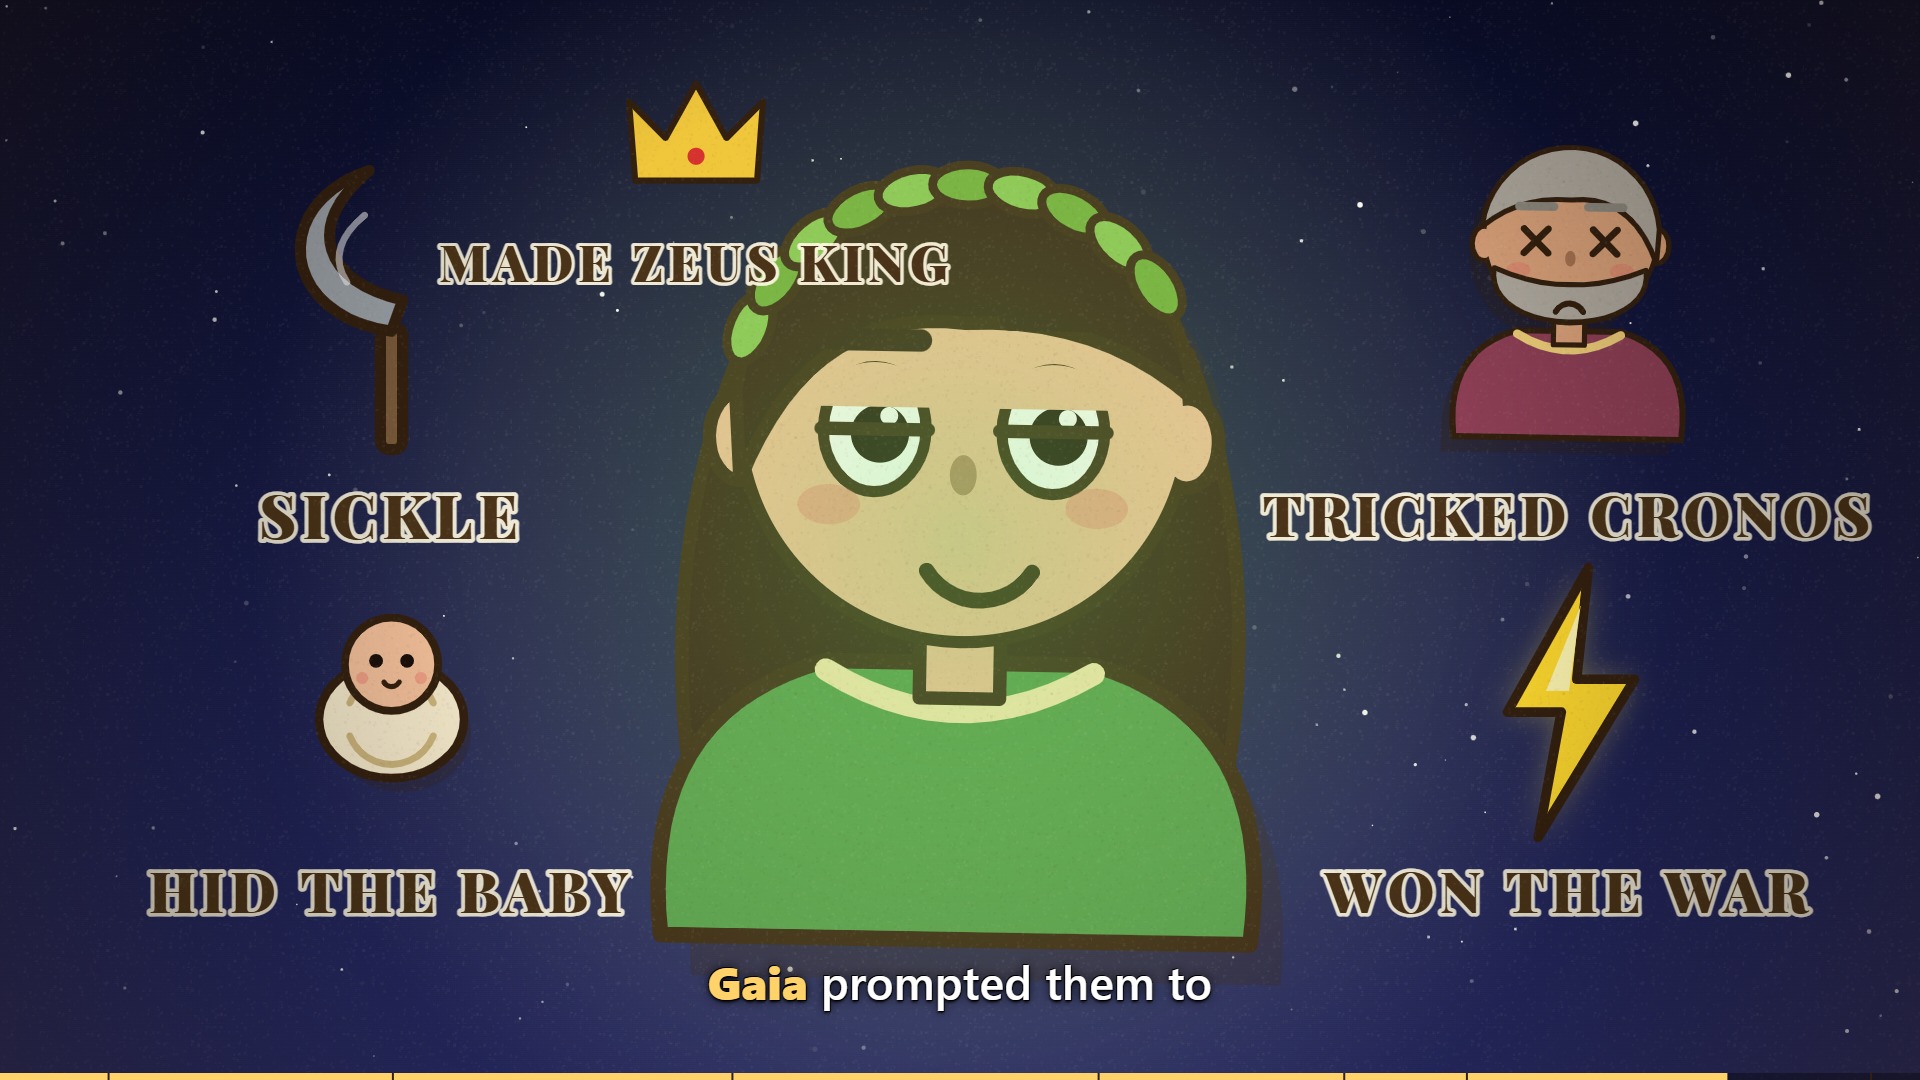 MADE ZEUS KING
SICKLE
TRICKED CRONOS
HID THE BABY
WON THE WAR
Gaia prompted them to